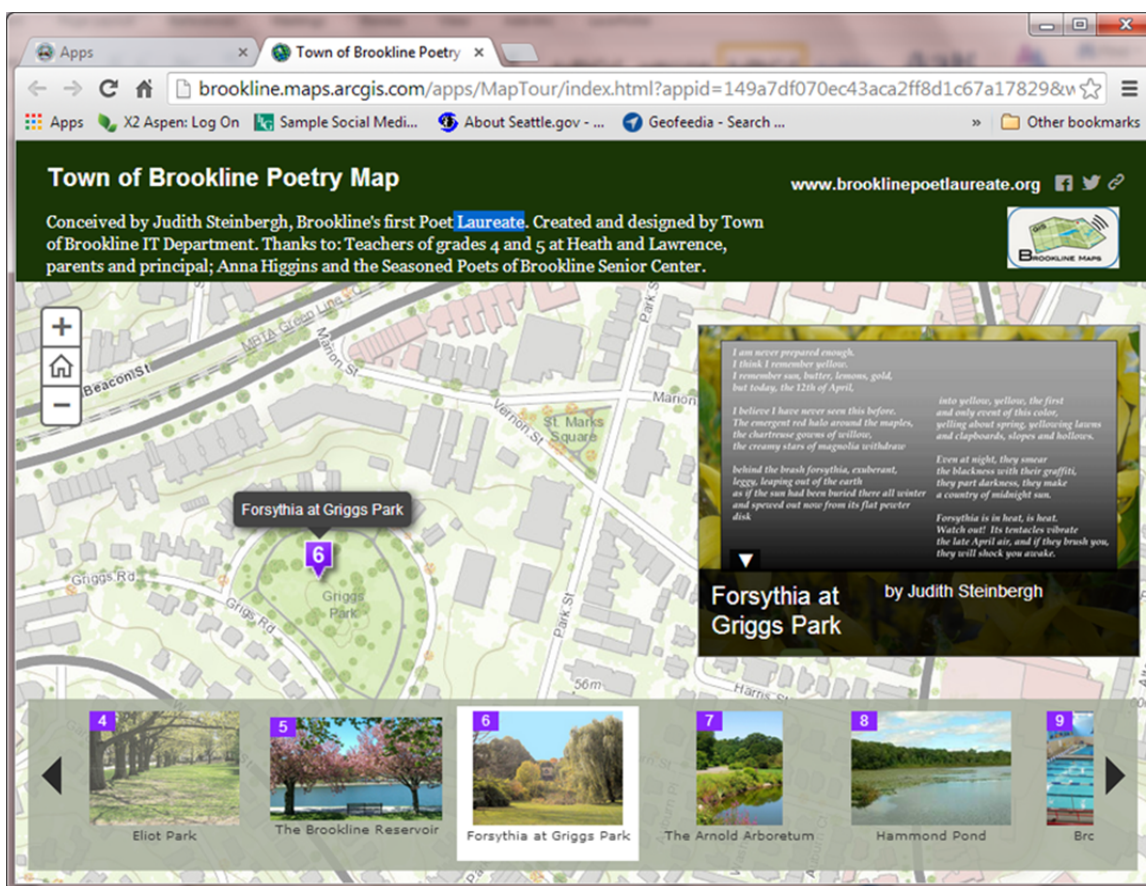 Apps
Town of Brookline Poetry
brookline.maps.arcgis.com/apps/MapTour/index.html?appid=149a7df070ec43aca2ff8d1c67a17829&w
Apps
X2 Aspen: Log On
Sample Social Medi...
About Seattle.gov - ...
Geofeedia - Search ...
»
Other bookmarks
Town of Brookline Poetry Map
www.brooklinepoetlaureate.org
Conceived by Judith Steinbergh, Brookline's first Poet Laureate. Created and designed by Town
of Brookline IT Department. Thanks to: Teachers of grades 4 and 5 at Heath and Lawrence,
parents and principal; Anna Higgins and the Seasoned Poets of Brookline Senior Center.
GIS
BROOKLINE MAPS
MBTA Green Line
Beacon St
Marion St
Park St
Marion
Vernon St
St. Marks
Square
Griggs Rd
Griggs Rd
Griggs
Park
Park St
56m
Harris St
Forsythia at Griggs Park
6
I am never prepared enough.
I think I remember yellow.
I remember sun, butter, lemons, gold,
but today, the 12th of April,
I believe I have never seen this before.
The emergent red halo around the maples,
the chartreuse gowns of willow,
the creamy stars of magnolia withdraw
behind the brash forsythia, exuberant,
leggy, leaping out of the earth
as if the sun had been buried there all winter
and spewed out now from its flat pewter
disk
into yellow, yellow, the first
and only event of this color,
yelling about spring, yellowing lawns
and clapboards, slopes and hollows.
Even at night, they smear
the blackness with their graffiti,
they part darkness, they make
a country of midnight sun.
Forsythia is in heat, is heat.
Watch out! Its tentacles vibrate
the late April air, and if they brush you,
they will shock you awake.
Forsythia at
Griggs Park
by Judith Steinbergh
4
Eliot Park
5
The Brookline Reservoir
6
Forsythia at Griggs Park
7
The Arnold Arboretum
8
Hammond Pond
9
Brc